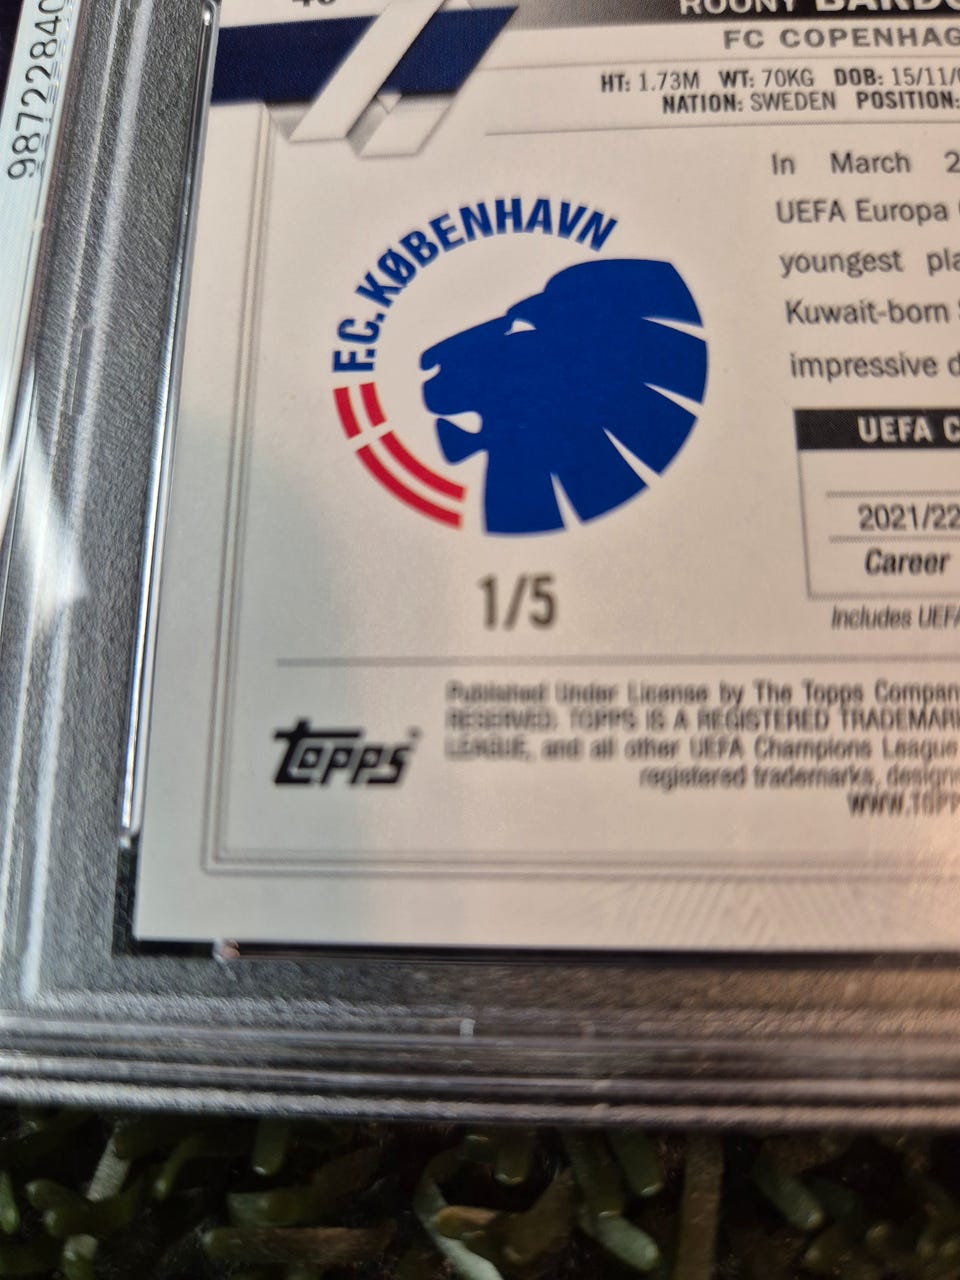 98722840
ROONY
FC COPENHAG
HT: 1.73M WT: 70KG DOB: 15/11/
NATION: SWEDEN POSITION:
In March 2
UEFA Europa
youngest pla
Kuwait-born
impressive d
F.C. KØBENHAVN
UEFA C
2021/22
Career
Includes UEFA
1/5
Published Under License by The Topps Compan
RESERVED. TOPPS IS A REGISTERED TRADEMARK
LEAGUE, and all other UEFA Champions League
registered trademarks, designs
WWW.TOPP
Topps